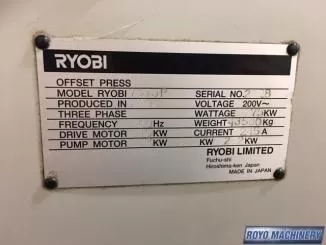 RYOBI
OFFSET PRESS
MODEL RYOBI SERIAL NO.
PRODUCED IN VOLTAGE 200V~
THREE PHASE WATTAGE KW
FREQUENCY Hz WEIGHT Kg
DRIVE MOTOR KW CURRENT A
PUMP MOTOR KW KW KW
RYOBI LIMITED
Fuchu-shi
Hiroshima-ken Japan
MADE IN JAPAN
ROYO MACHINERY